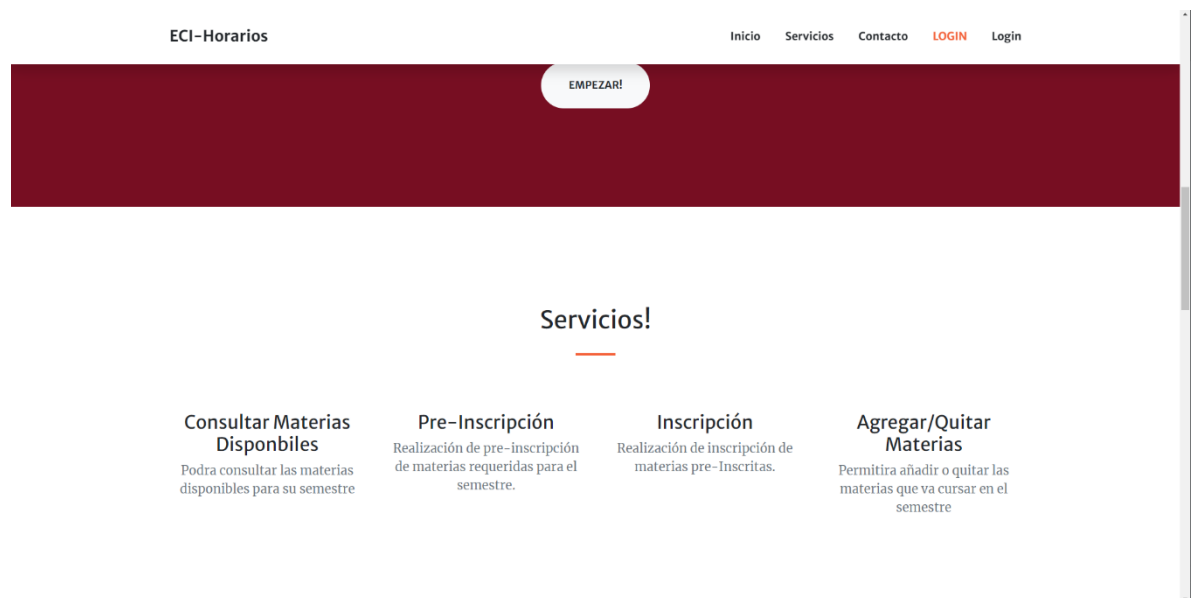 ECI-Horarios
Inicio Servicios Contacto LOGIN Login
EMPEZAR!
Servicios!
Consultar Materias
Disponbiles
Podra consultar las materias
disponibles para su semestre
Pre-Inscripción
Realización de pre-inscripción
de materias requeridas para el
semestre.
Inscripción
Realización de inscripción de
materias pre-Inscritas.
Agregar/Quitar
Materias
Permitira añadir o quitar las
materias que va cursar en el
semestre